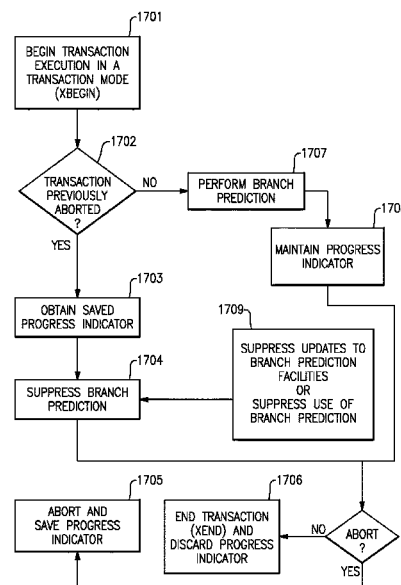 1701
BEGIN TRANSACTION
EXECUTION IN A
TRANSACTION MODE
(XBEGIN)
1702
TRANSACTION
PREVIOUSLY
ABORTED
?
NO
YES
1707
PERFORM BRANCH
PREDICTION
170
MAINTAIN PROGRESS
INDICATOR
1703
OBTAIN SAVED
PROGRESS INDICATOR
1704
SUPPRESS BRANCH
PREDICTION
1709
SUPPRESS UPDATES TO
BRANCH PREDICTION
FACILITIES
OR
SUPPRESS USE OF
BRANCH PREDICTION
1705
ABORT AND
SAVE PROGRESS
INDICATOR
1706
END TRANSACTION
(XEND) AND
DISCARD PROGRESS
INDICATOR
NO
ABORT
?
YES